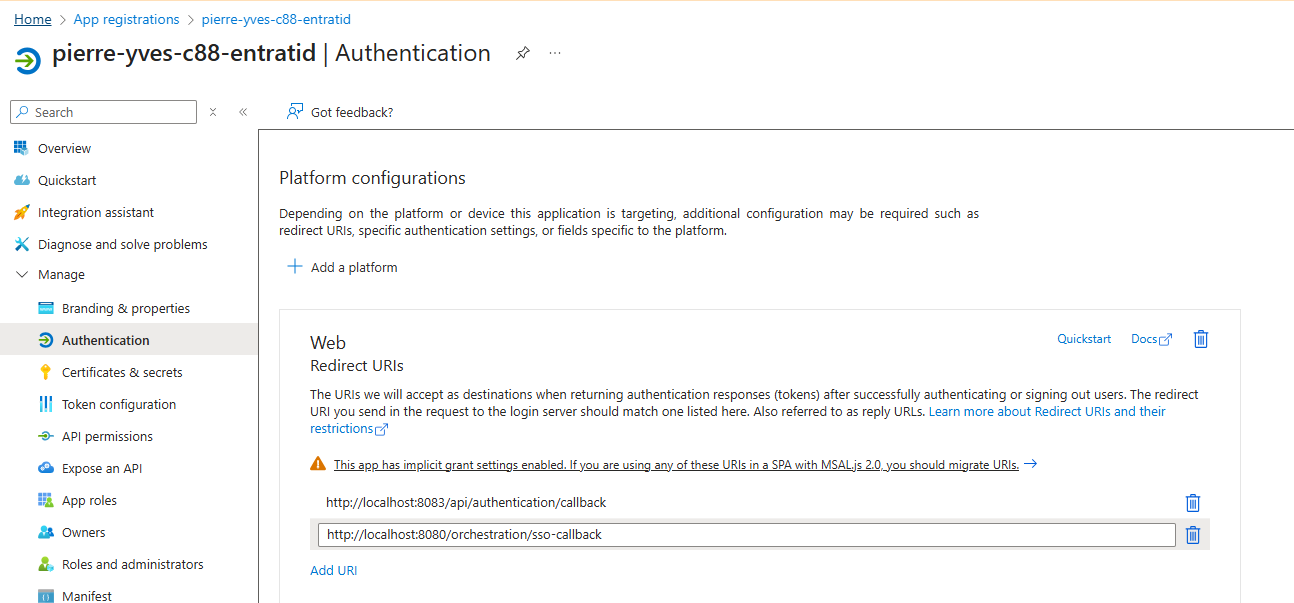 Home > App registrations > pierre-yves-c88-entratid
pierre-yves-c88-entratid | Authentication
Search
Got feedback?
Overview
Quickstart
Integration assistant
Diagnose and solve problems
Manage
Branding & properties
Authentication
Certificates & secrets
Token configuration
API permissions
Expose an API
App roles
Owners
Roles and administrators
Manifest
Platform configurations
Depending on the platform or device this application is targeting, additional configuration may be required such as
redirect URIs, specific authentication settings, or fields specific to the platform.
Add a platform
Web
Quickstart
Docs
Redirect URIs
The URIs we will accept as destinations when returning authentication responses (tokens) after successfully authenticating or signing out users. The redirect
URI you send in the request to the login server should match one listed here. Also referred to as reply URLs. Learn more about Redirect URIs and their
restrictions
This app has implicit grant settings enabled. If you are using any of these URIs in a SPA with MSAL.js 2.0, you should migrate URIs.
http://localhost:8083/api/authentication/callback
http://localhost:8080/orchestration/sso-callback
Add URI